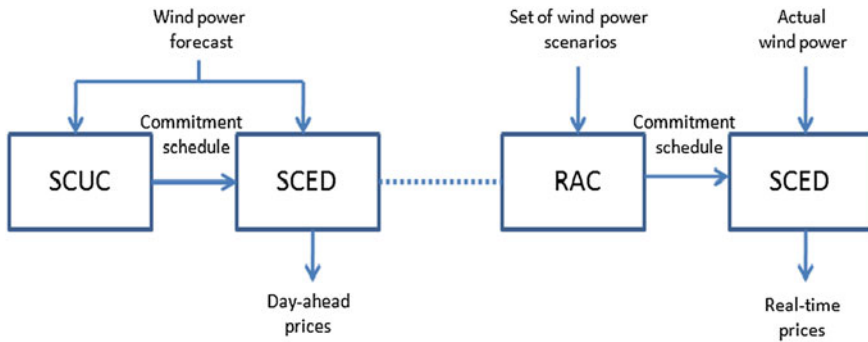 Wind power
forecast
Set of wind power
scenarios
Actual
wind power
Commitment
schedule
Commitment
schedule
SCUC
SCED
RAC
SCED
Day-ahead
prices
Real-time
prices